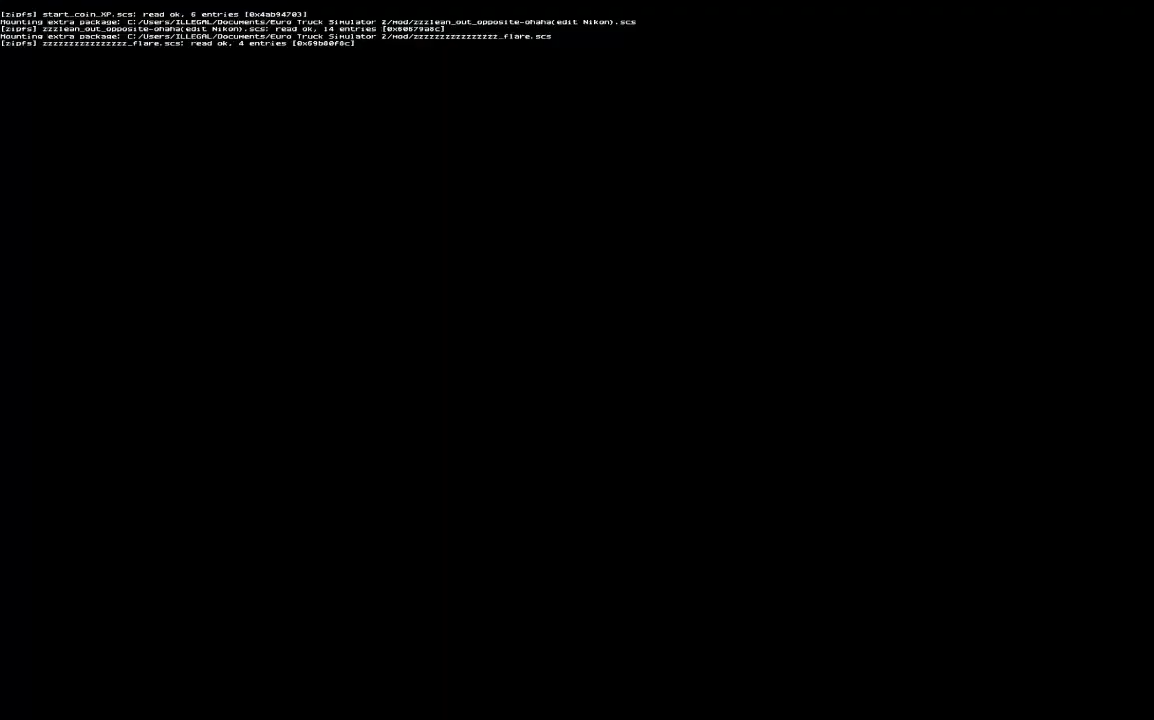 [zipfs] start_coin_XP.scs: read ok, 6 entries [0x4ab94703]
Mounting extra package: C:/Users/ILLEGAL/Documents/Euro Truck Simulator 2/mod/zzzlean_out_opposite-ohaha(edit Nikon).scs
[zipfs] zzzlean_out_opposite-ohaha(edit Nikon).scs: read ok, 14 entries
Mounting extra package: C:/Users/ILLEGAL/Documents/Euro Truck Simulator 2/mod/zzzzzzzzzzzzzzzz_flare.scs
[zipfs] zzzzzzzzzzzzzzzz_flare.scs: read ok, 4 entries